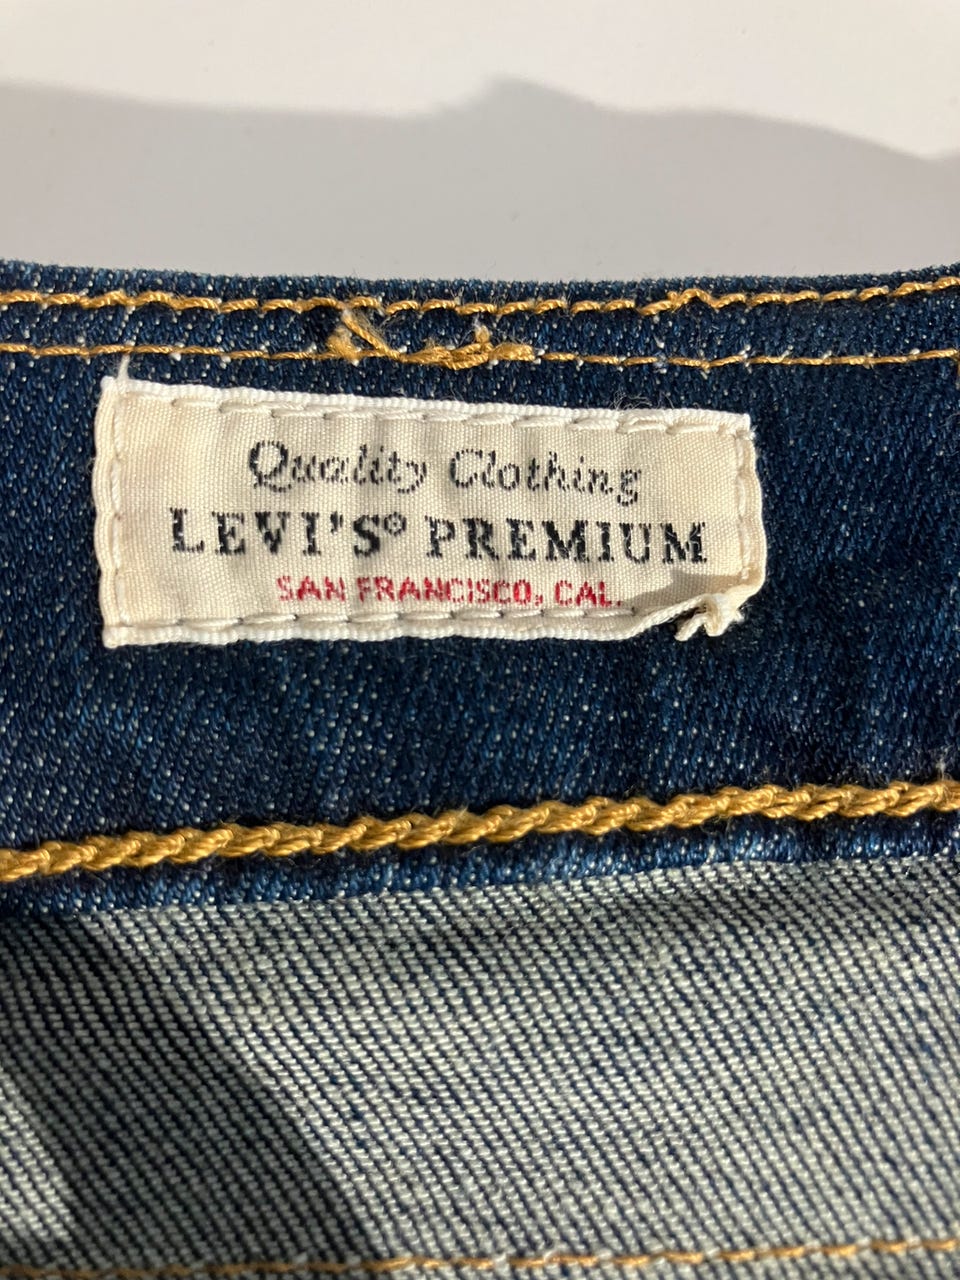 Quality Clothing
LEVI'S® PREMIUM
SAN FRANCISCO, CAL.